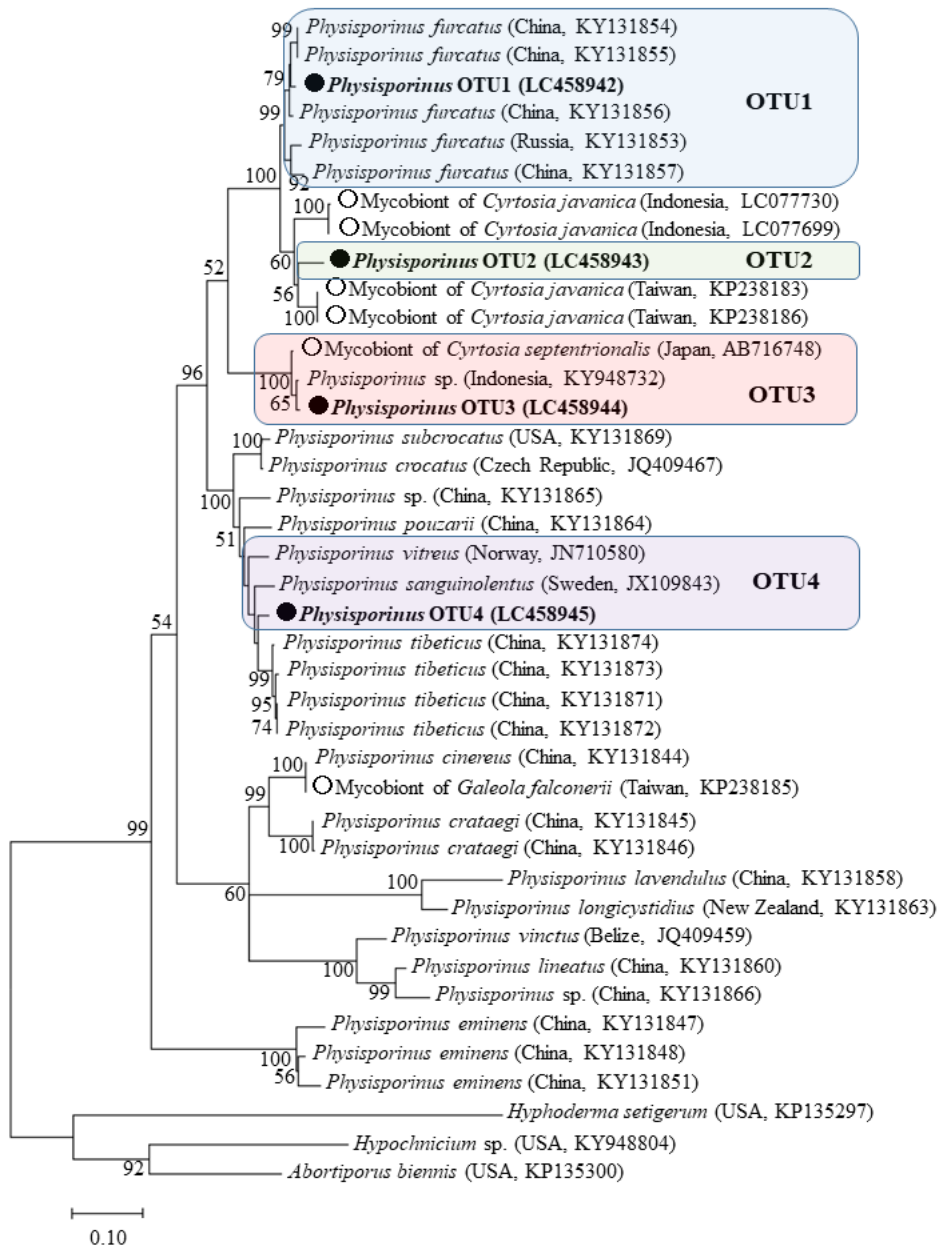 99
Physisporinus furcatus (China, KY131854)
Physisporinus furcatus (China, KY131855)
79
Physisporinus OTU1 (LC458942)
OTU1
99
Physisporinus furcatus (China, KY131856)
Physisporinus furcatus (Russia, KY131853)
Physisporinus furcatus (China, KY131857)
100
92
100
Mycobiont of Cyrtosia javanica (Indonesia, LC077730)
Mycobiont of Cyrtosia javanica (Indonesia, LC077699)
60
Physisporinus OTU2 (LC458943)
OTU2
52
56
Mycobiont of Cyrtosia javanica (Taiwan, KP238183)
100
Mycobiont of Cyrtosia javanica (Taiwan, KP238186)
Mycobiont of Cyrtosia septentrionalis (Japan, AB716748)
96
100
Physisporinus sp. (Indonesia, KY948732)
OTU3
65
Physisporinus OTU3 (LC458944)
100
Physisporinus subcrocatus (USA, KY131869)
Physisporinus crocatus (Czech Republic, JQ409467)
100
Physisporinus sp. (China, KY131865)
Physisporinus pouzarii (China, KY131864)
51
Physisporinus vitreus (Norway, JN710580)
Physisporinus sanguinolentus (Sweden, JX109843)
OTU4
Physisporinus OTU4 (LC458945)
54
Physisporinus tibeticus (China, KY131874)
Physisporinus tibeticus (China, KY131873)
99
Physisporinus tibeticus (China, KY131871)
95
Physisporinus tibeticus (China, KY131872)
74
Physisporinus cinereus (China, KY131844)
100
Mycobiont of Galeola falconerii (Taiwan, KP238185)
99
Physisporinus crataegi (China, KY131845)
99
100
Physisporinus crataegi (China, KY131846)
100
Physisporinus lavendulus (China, KY131858)
60
Physisporinus longicystidius (New Zealand, KY131863)
Physisporinus vinctus (Belize, JQ409459)
100
Physisporinus lineatus (China, KY131860)
99
Physisporinus sp. (China, KY131866)
Physisporinus eminens (China, KY131847)
100
Physisporinus eminens (China, KY131848)
56
Physisporinus eminens (China, KY131851)
Hyphoderma setigerum (USA, KP135297)
Hypochnicium sp. (USA, KY948804)
92
Abortiporus biennis (USA, KP135300)
0.10